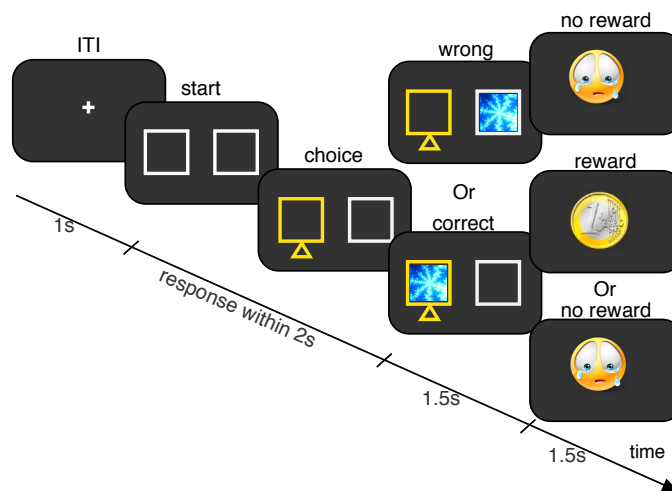 ITI
start
choice
wrong
no reward
Or
correct
reward
Or
no reward
1s
response within 2s
1.5s
1.5s
time
1